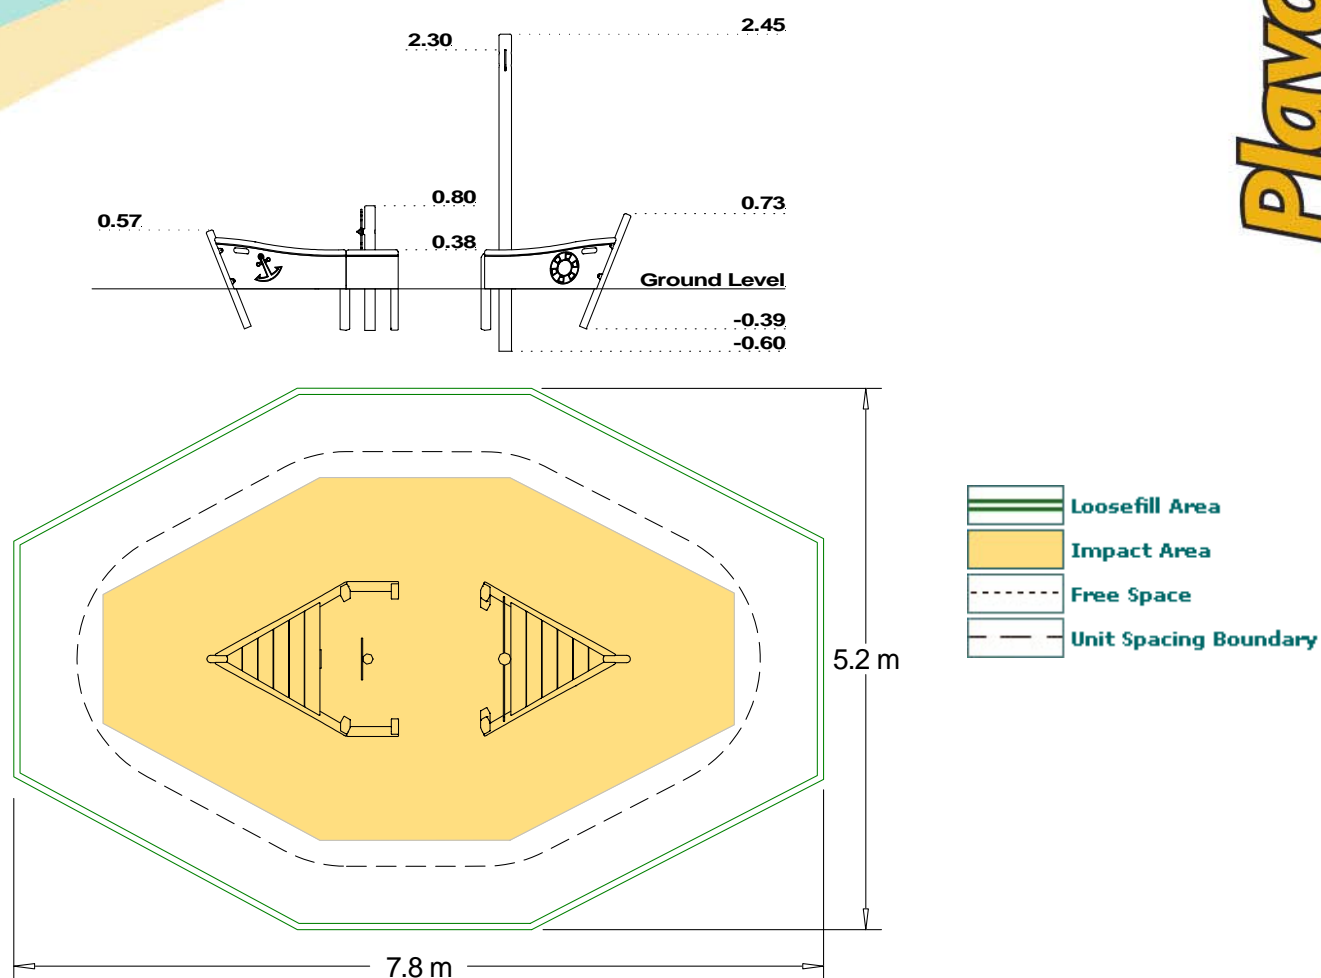 2.45
2.30
0.80
0.73
0.57
0.38
Ground Level
-0.39
-0.60
5.2 m
7.8 m
Loosefill Area
Impact Area
Free Space
Unit Spacing Boundary